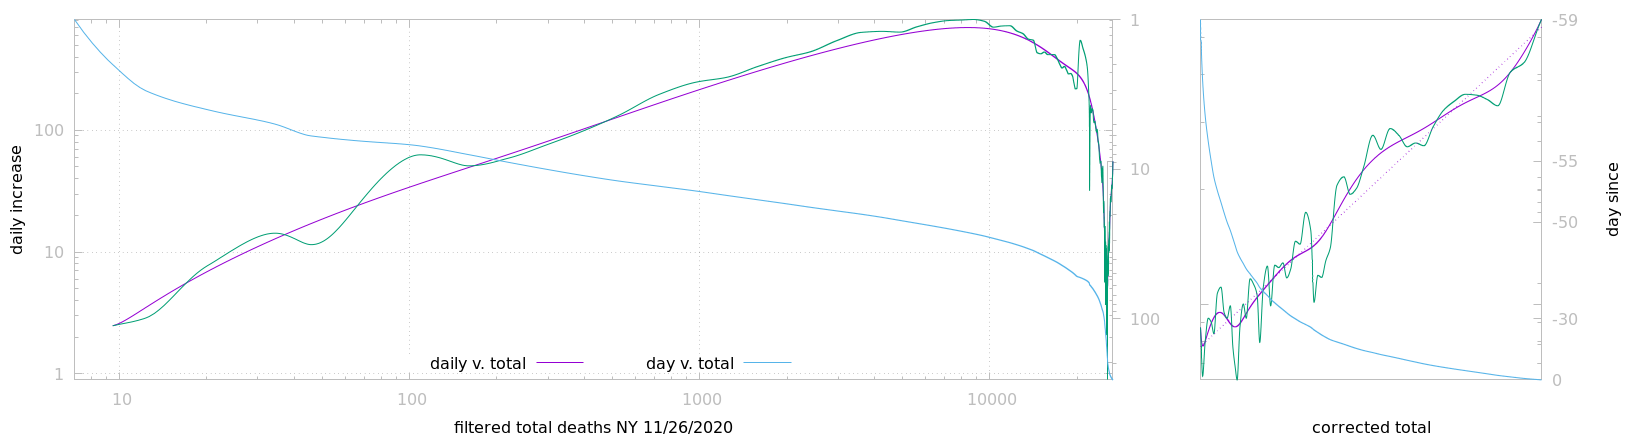 daily increase
100
10
1
10
100
1000
10000
1
10
100
daily v. total
day v. total
filtered total deaths NY 11/26/2020
-59
-55
-50
-30
0
day since
corrected total